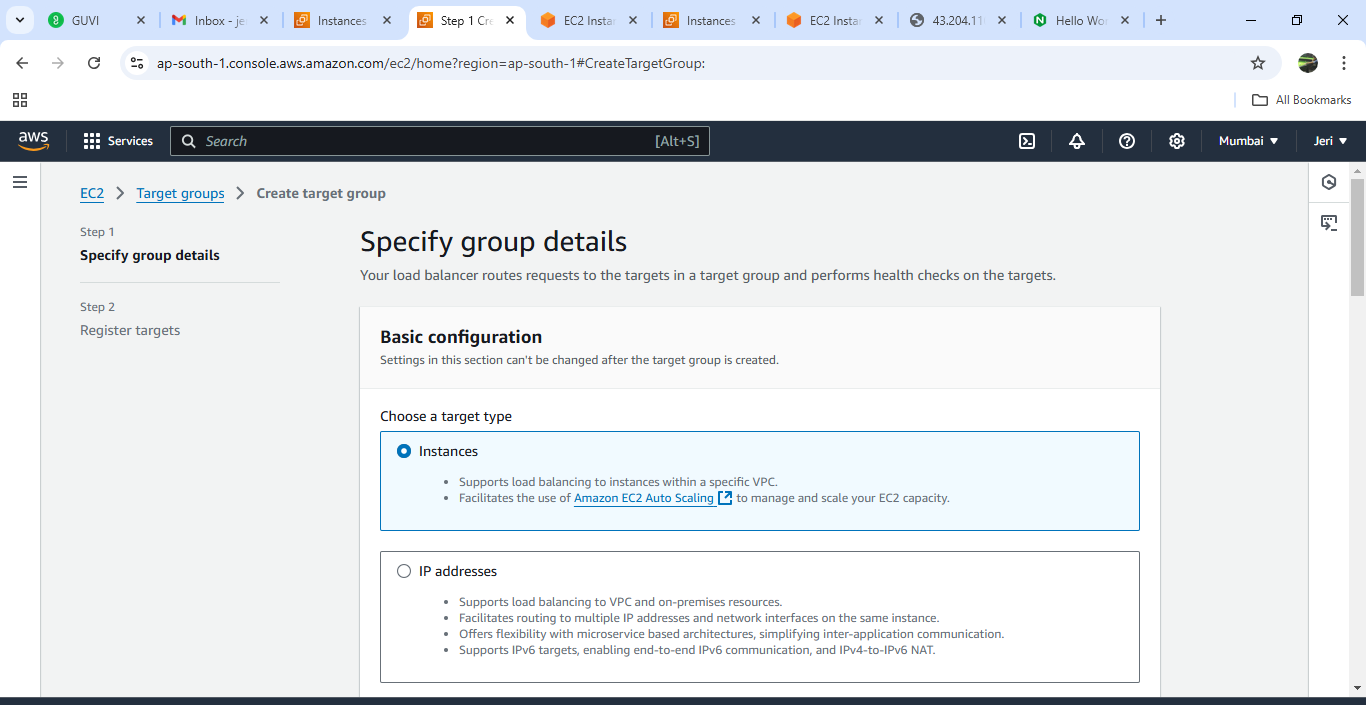 GUVI
Inbox - je
Instances
Step 1 Cre
EC2 Instan
Instances
EC2 Instan
43.204.11
Hello Wor
ap-south-1.console.aws.amazon.com/ec2/home?region=ap-south-1#CreateTargetGroup:
All Bookmarks
aws
Services
Search
[Alt+S]
Mumbai
Jeri
EC2
Target groups
Create target group
Step 1
Specify group details
Step 2
Register targets
Specify group details
Your load balancer routes requests to the targets in a target group and performs health checks on the targets.
Basic configuration
Settings in this section can't be changed after the target group is created.
Choose a target type
Instances
Supports load balancing to instances within a specific VPC.
Facilitates the use of Amazon EC2 Auto Scaling to manage and scale your EC2 capacity.
IP addresses
Supports load balancing to VPC and on-premises resources.
Facilitates routing to multiple IP addresses and network interfaces on the same instance.
Offers flexibility with microservice based architectures, simplifying inter-application communication.
Supports IPv6 targets, enabling end-to-end IPv6 communication, and IPv4-to-IPv6 NAT.